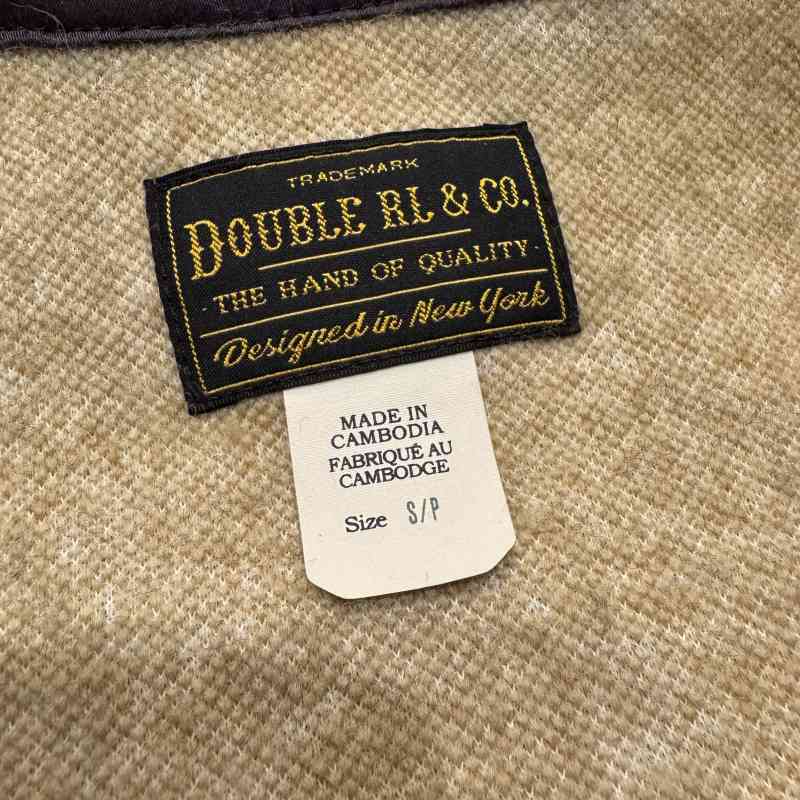 TRADEMARK
DOUBLE RL & CO.
THE HAND OF QUALITY
Designed in New York
MADE IN
CAMBODIA
FABRIQUÉ AU
CAMBODGE
Size S/P